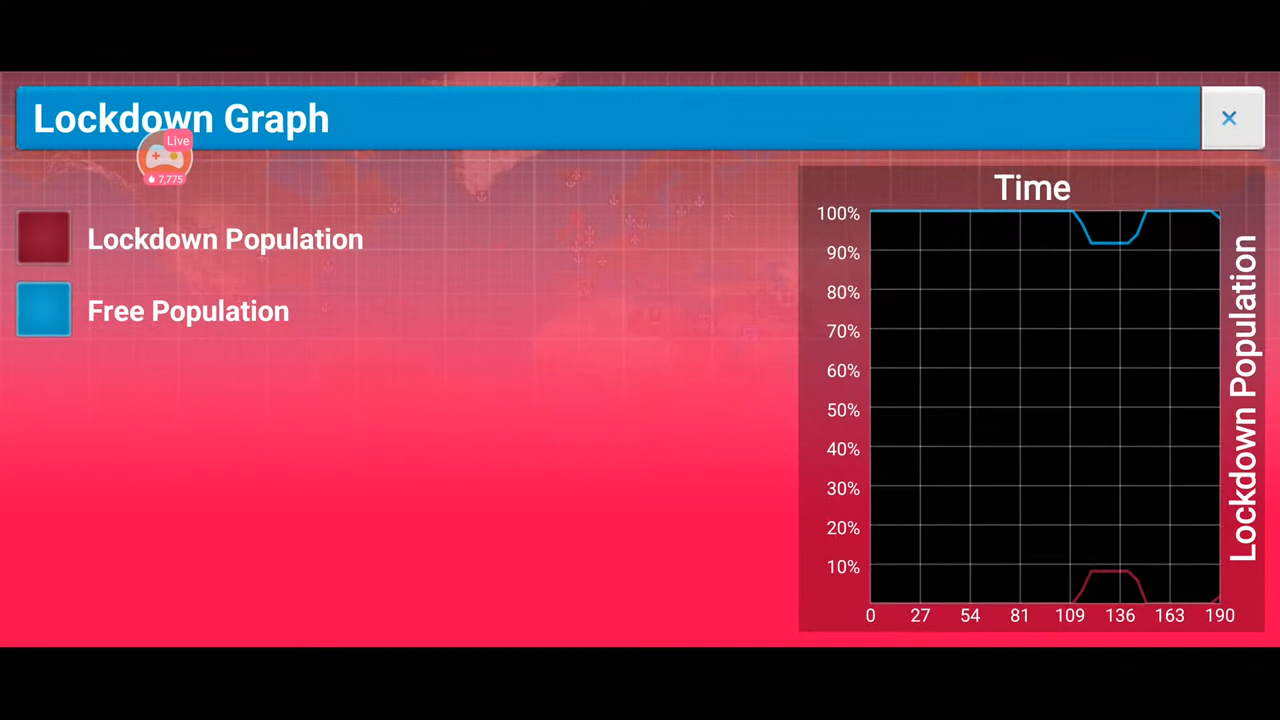 Lockdown Graph
×
Live
7,775
Lockdown Population
Free Population
Time
100%
90%
80%
70%
60%
50%
40%
30%
20%
10%
0 27 54 81 109 136 163 190
Lockdown Population